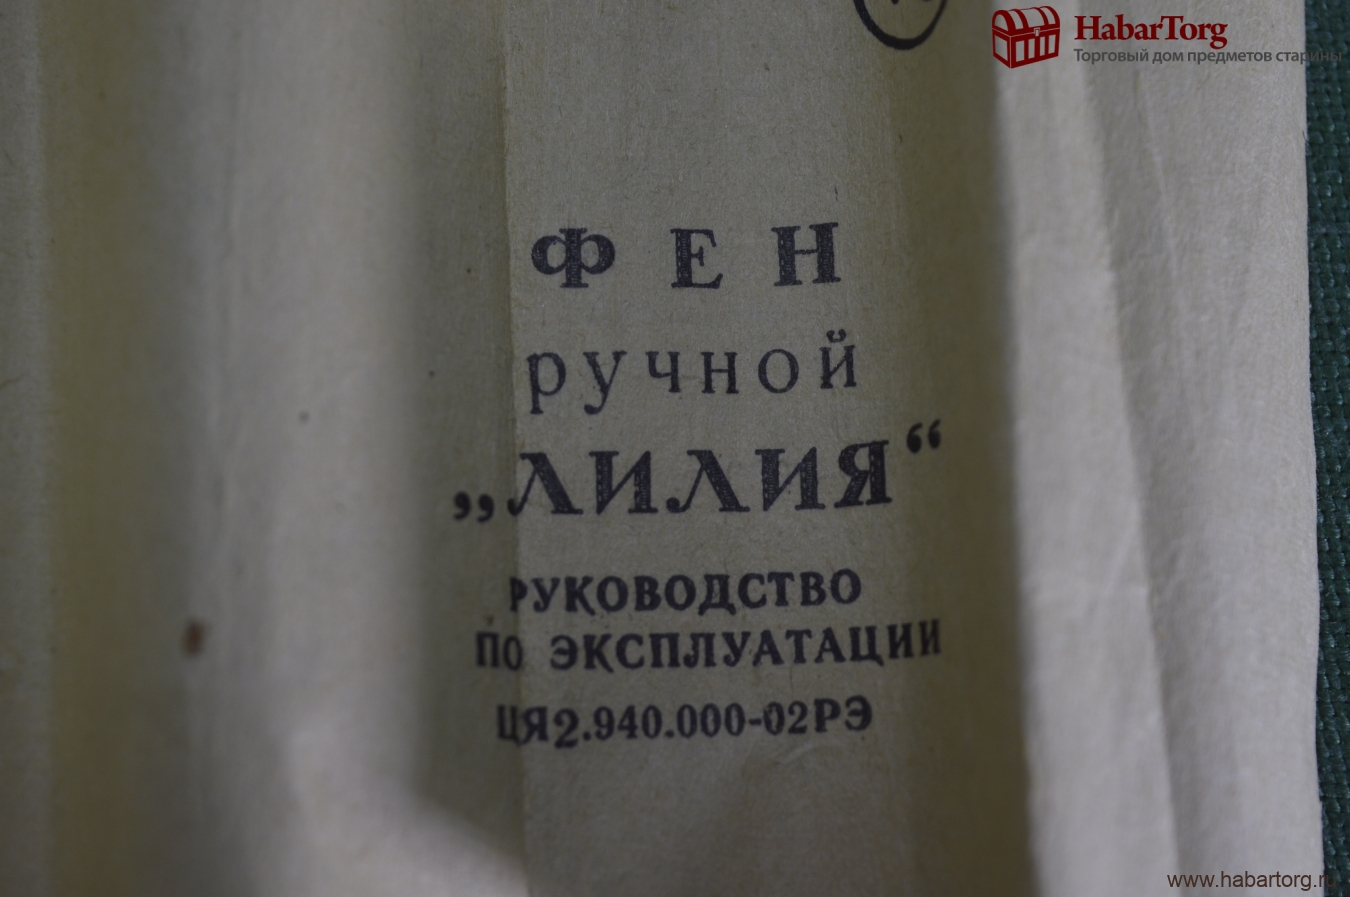 HabarTorg
Торговый дом предметов старины
ФЕН
ручной
„ЛИЛИЯ“
РУКОВОДСТВО
ПО ЭКСПЛУАТАЦИИ
ЦЯ2.940.000-02РЭ
www.habartorg.ru